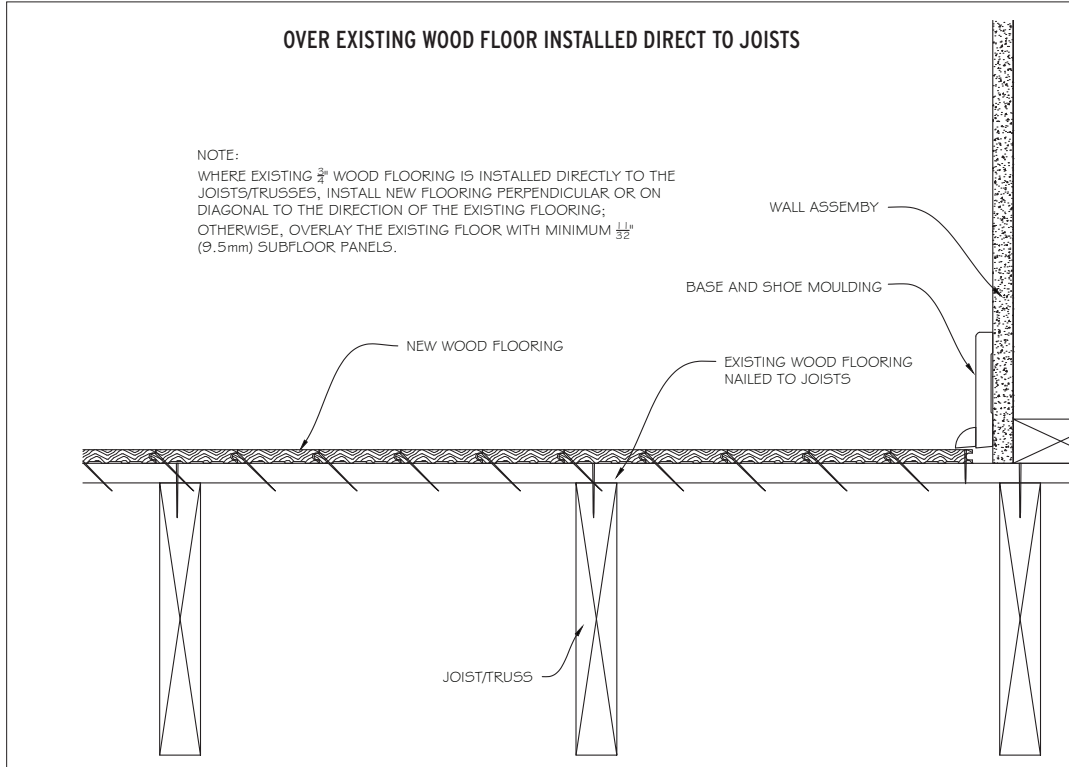 OVER EXISTING WOOD FLOOR INSTALLED DIRECT TO JOISTS
NOTE:
WHERE EXISTING 3/4" WOOD FLOORING IS INSTALLED DIRECTLY TO THE
JOISTS/TRUSSES, INSTALL NEW FLOORING PERPENDICULAR OR ON
DIAGONAL TO THE DIRECTION OF THE EXISTING FLOORING;
OTHERWISE, OVERLAY THE EXISTING FLOOR WITH MINIMUM 11/32"
(9.5mm) SUBFLOOR PANELS.
WALL ASSEMBY
BASE AND SHOE MOULDING
NEW WOOD FLOORING
EXISTING WOOD FLOORING
NAILED TO JOISTS
JOIST/TRUSS